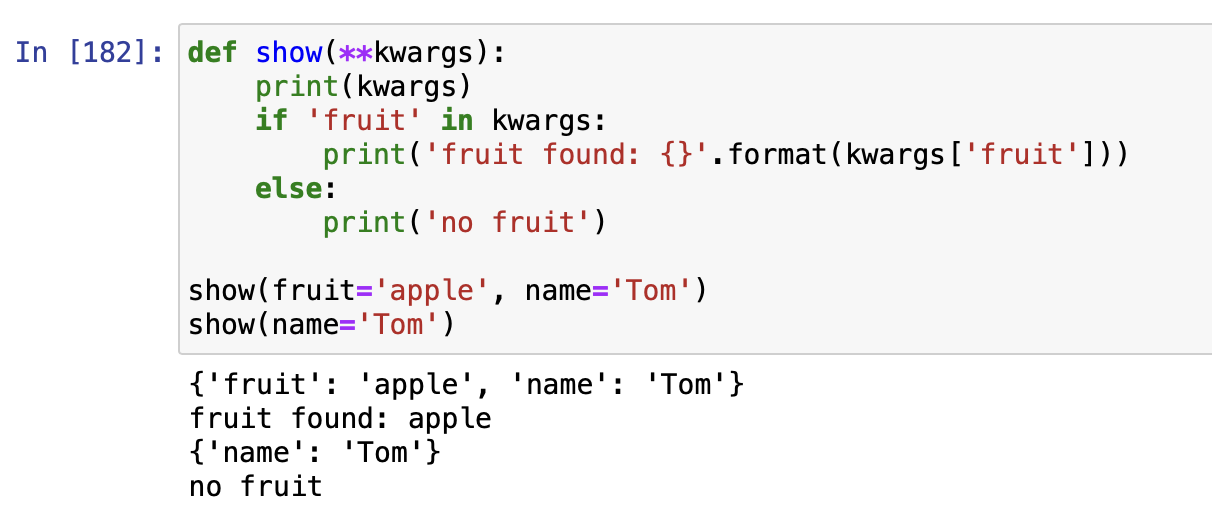 In [182]: def show(**kwargs):
    print(kwargs)
    if 'fruit' in kwargs:
        print('fruit found: {}'.format(kwargs['fruit']))
    else:
        print('no fruit')

show(fruit='apple', name='Tom')
show(name='Tom')
{'fruit': 'apple', 'name': 'Tom'}
fruit found: apple
{'name': 'Tom'}
no fruit